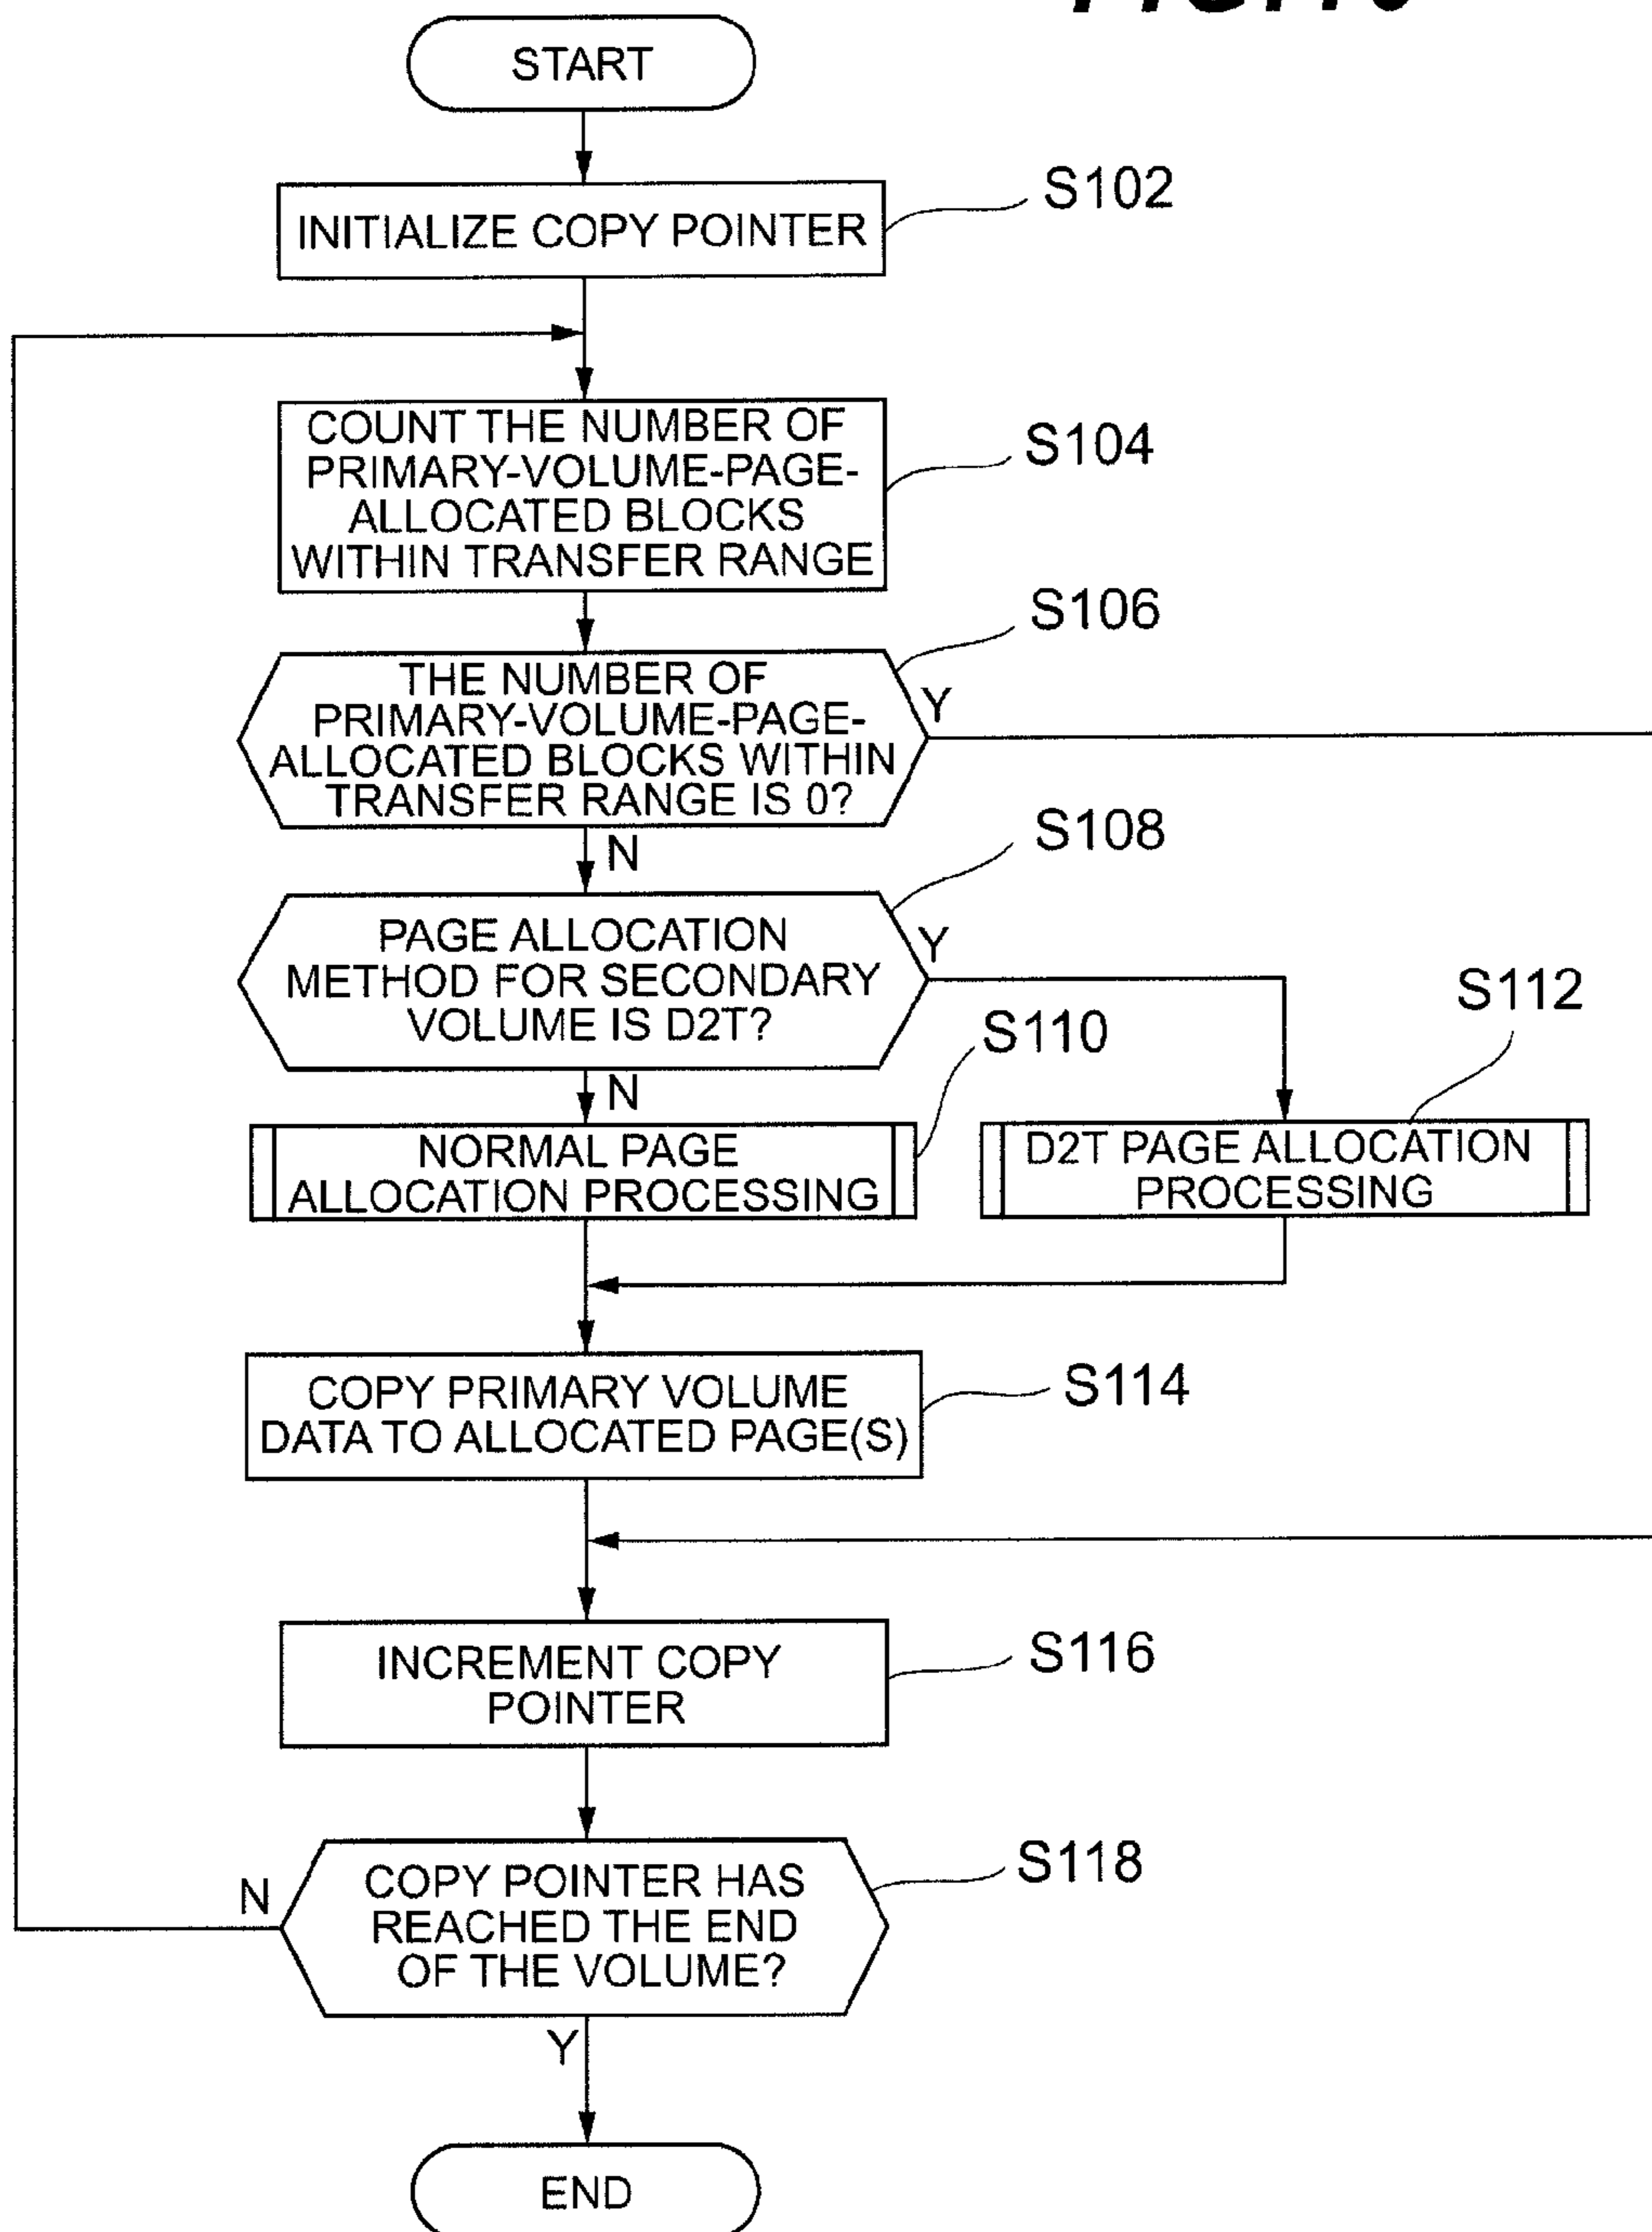 START
S102
INITIALIZE COPY POINTER
COUNT THE NUMBER OF
PRIMARY-VOLUME-PAGE-
ALLOCATED BLOCKS
WITHIN TRANSFER RANGE
S104
S106
THE NUMBER OF
PRIMARY-VOLUME-PAGE-
ALLOCATED BLOCKS WITHIN
TRANSFER RANGE IS 0?
Y
N
S108
PAGE ALLOCATION
METHOD FOR SECONDARY
VOLUME IS D2T?
Y
N
S110
S112
NORMAL PAGE
ALLOCATION PROCESSING
D2T PAGE ALLOCATION
PROCESSING
COPY PRIMARY VOLUME
DATA TO ALLOCATED PAGE(S)
S114
INCREMENT COPY
POINTER
S116
COPY POINTER HAS
REACHED THE END
OF THE VOLUME?
S118
N
Y
END